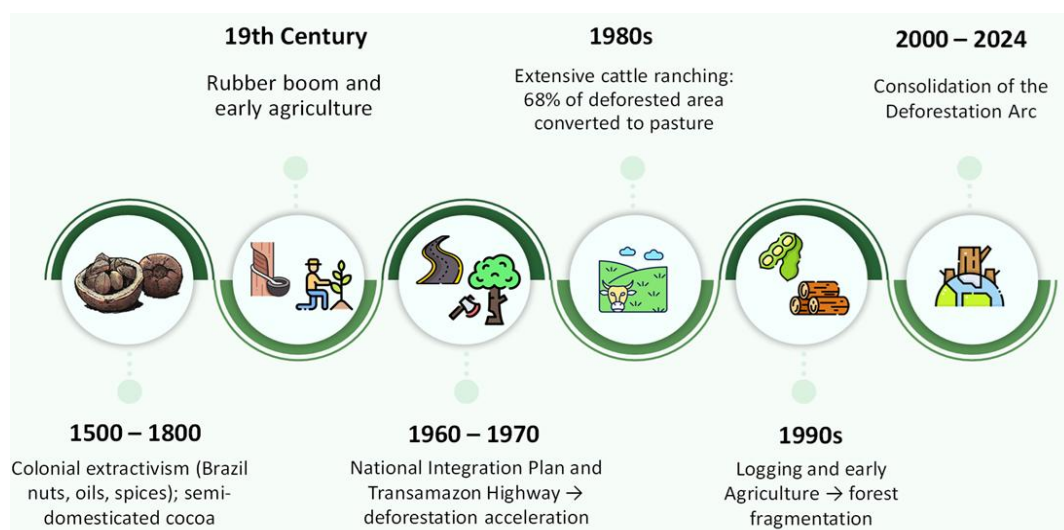 19th Century
Rubber boom and
early agriculture
1980s
Extensive cattle ranching:
68% of deforested area
converted to pasture
2000 – 2024
Consolidation of the
Deforestation Arc
1500 – 1800
Colonial extractivism (Brazil
nuts, oils, spices); semi-
domesticated cocoa
1960 – 1970
National Integration Plan and
Transamazon Highway →
deforestation acceleration
1990s
Logging and early
Agriculture → forest
fragmentation